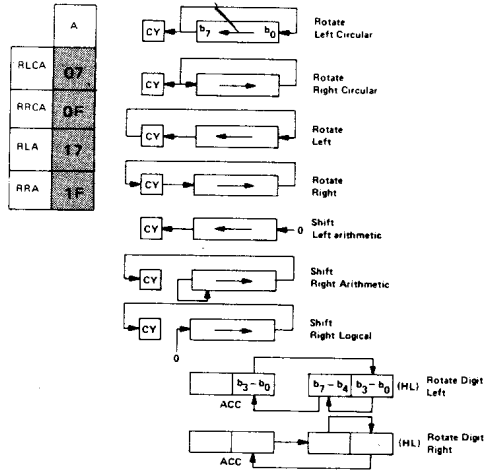 A
RLCA 07
RRCA 0F
RLA 17
RRA 1F
CY b7 b0 Rotate
Left Circular
CY Rotate
Right Circular
CY Rotate
Left
CY Rotate
Right
CY 0 Shift
Left arithmetic
CY Shift
Right Arithmetic
CY Shift
Right Logical
0
b3-b0 b7-b4 b3-b0 (HL) Rotate Digit
Left
ACC
(HL) Rotate Digit
Right
ACC